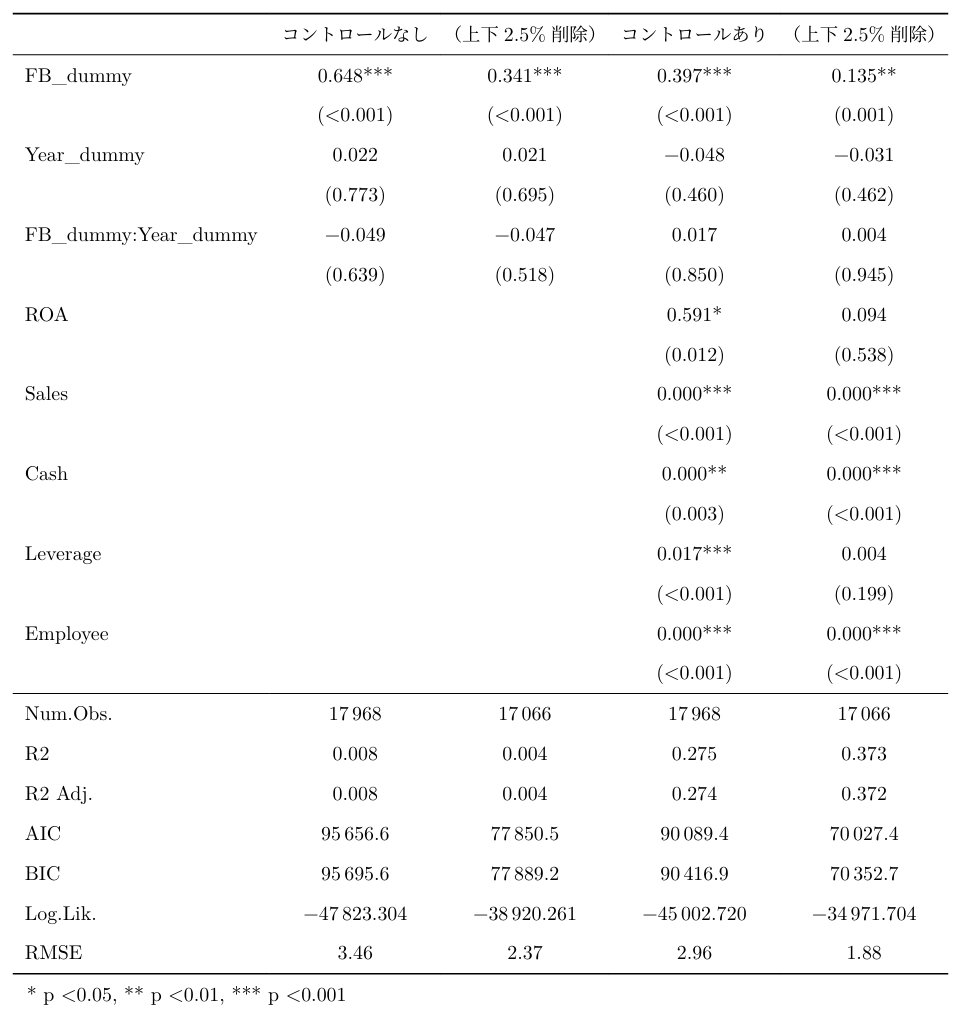 コントロールなし （上下 2.5% 削除） コントロールあり （上下 2.5% 削除）
FB_dummy 0.648*** 0.341*** 0.397*** 0.135**
(<0.001) (<0.001) (<0.001) (0.001)
Year_dummy 0.022 0.021 −0.048 −0.031
(0.773) (0.695) (0.460) (0.462)
FB_dummy:Year_dummy −0.049 −0.047 0.017 0.004
(0.639) (0.518) (0.850) (0.945)
ROA 0.591* 0.094
(0.012) (0.538)
Sales 0.000*** 0.000***
(<0.001) (<0.001)
Cash 0.000** 0.000***
(0.003) (<0.001)
Leverage 0.017*** 0.004
(<0.001) (0.199)
Employee 0.000*** 0.000***
(<0.001) (<0.001)
Num.Obs. 17 968 17 066 17 968 17 066
R2 0.008 0.004 0.275 0.373
R2 Adj. 0.008 0.004 0.274 0.372
AIC 95 656.6 77 850.5 90 089.4 70 027.4
BIC 95 695.6 77 889.2 90 416.9 70 352.7
Log.Lik. −47 823.304 −38 920.261 −45 002.720 −34 971.704
RMSE 3.46 2.37 2.96 1.88
* p <0.05, ** p <0.01, *** p <0.001